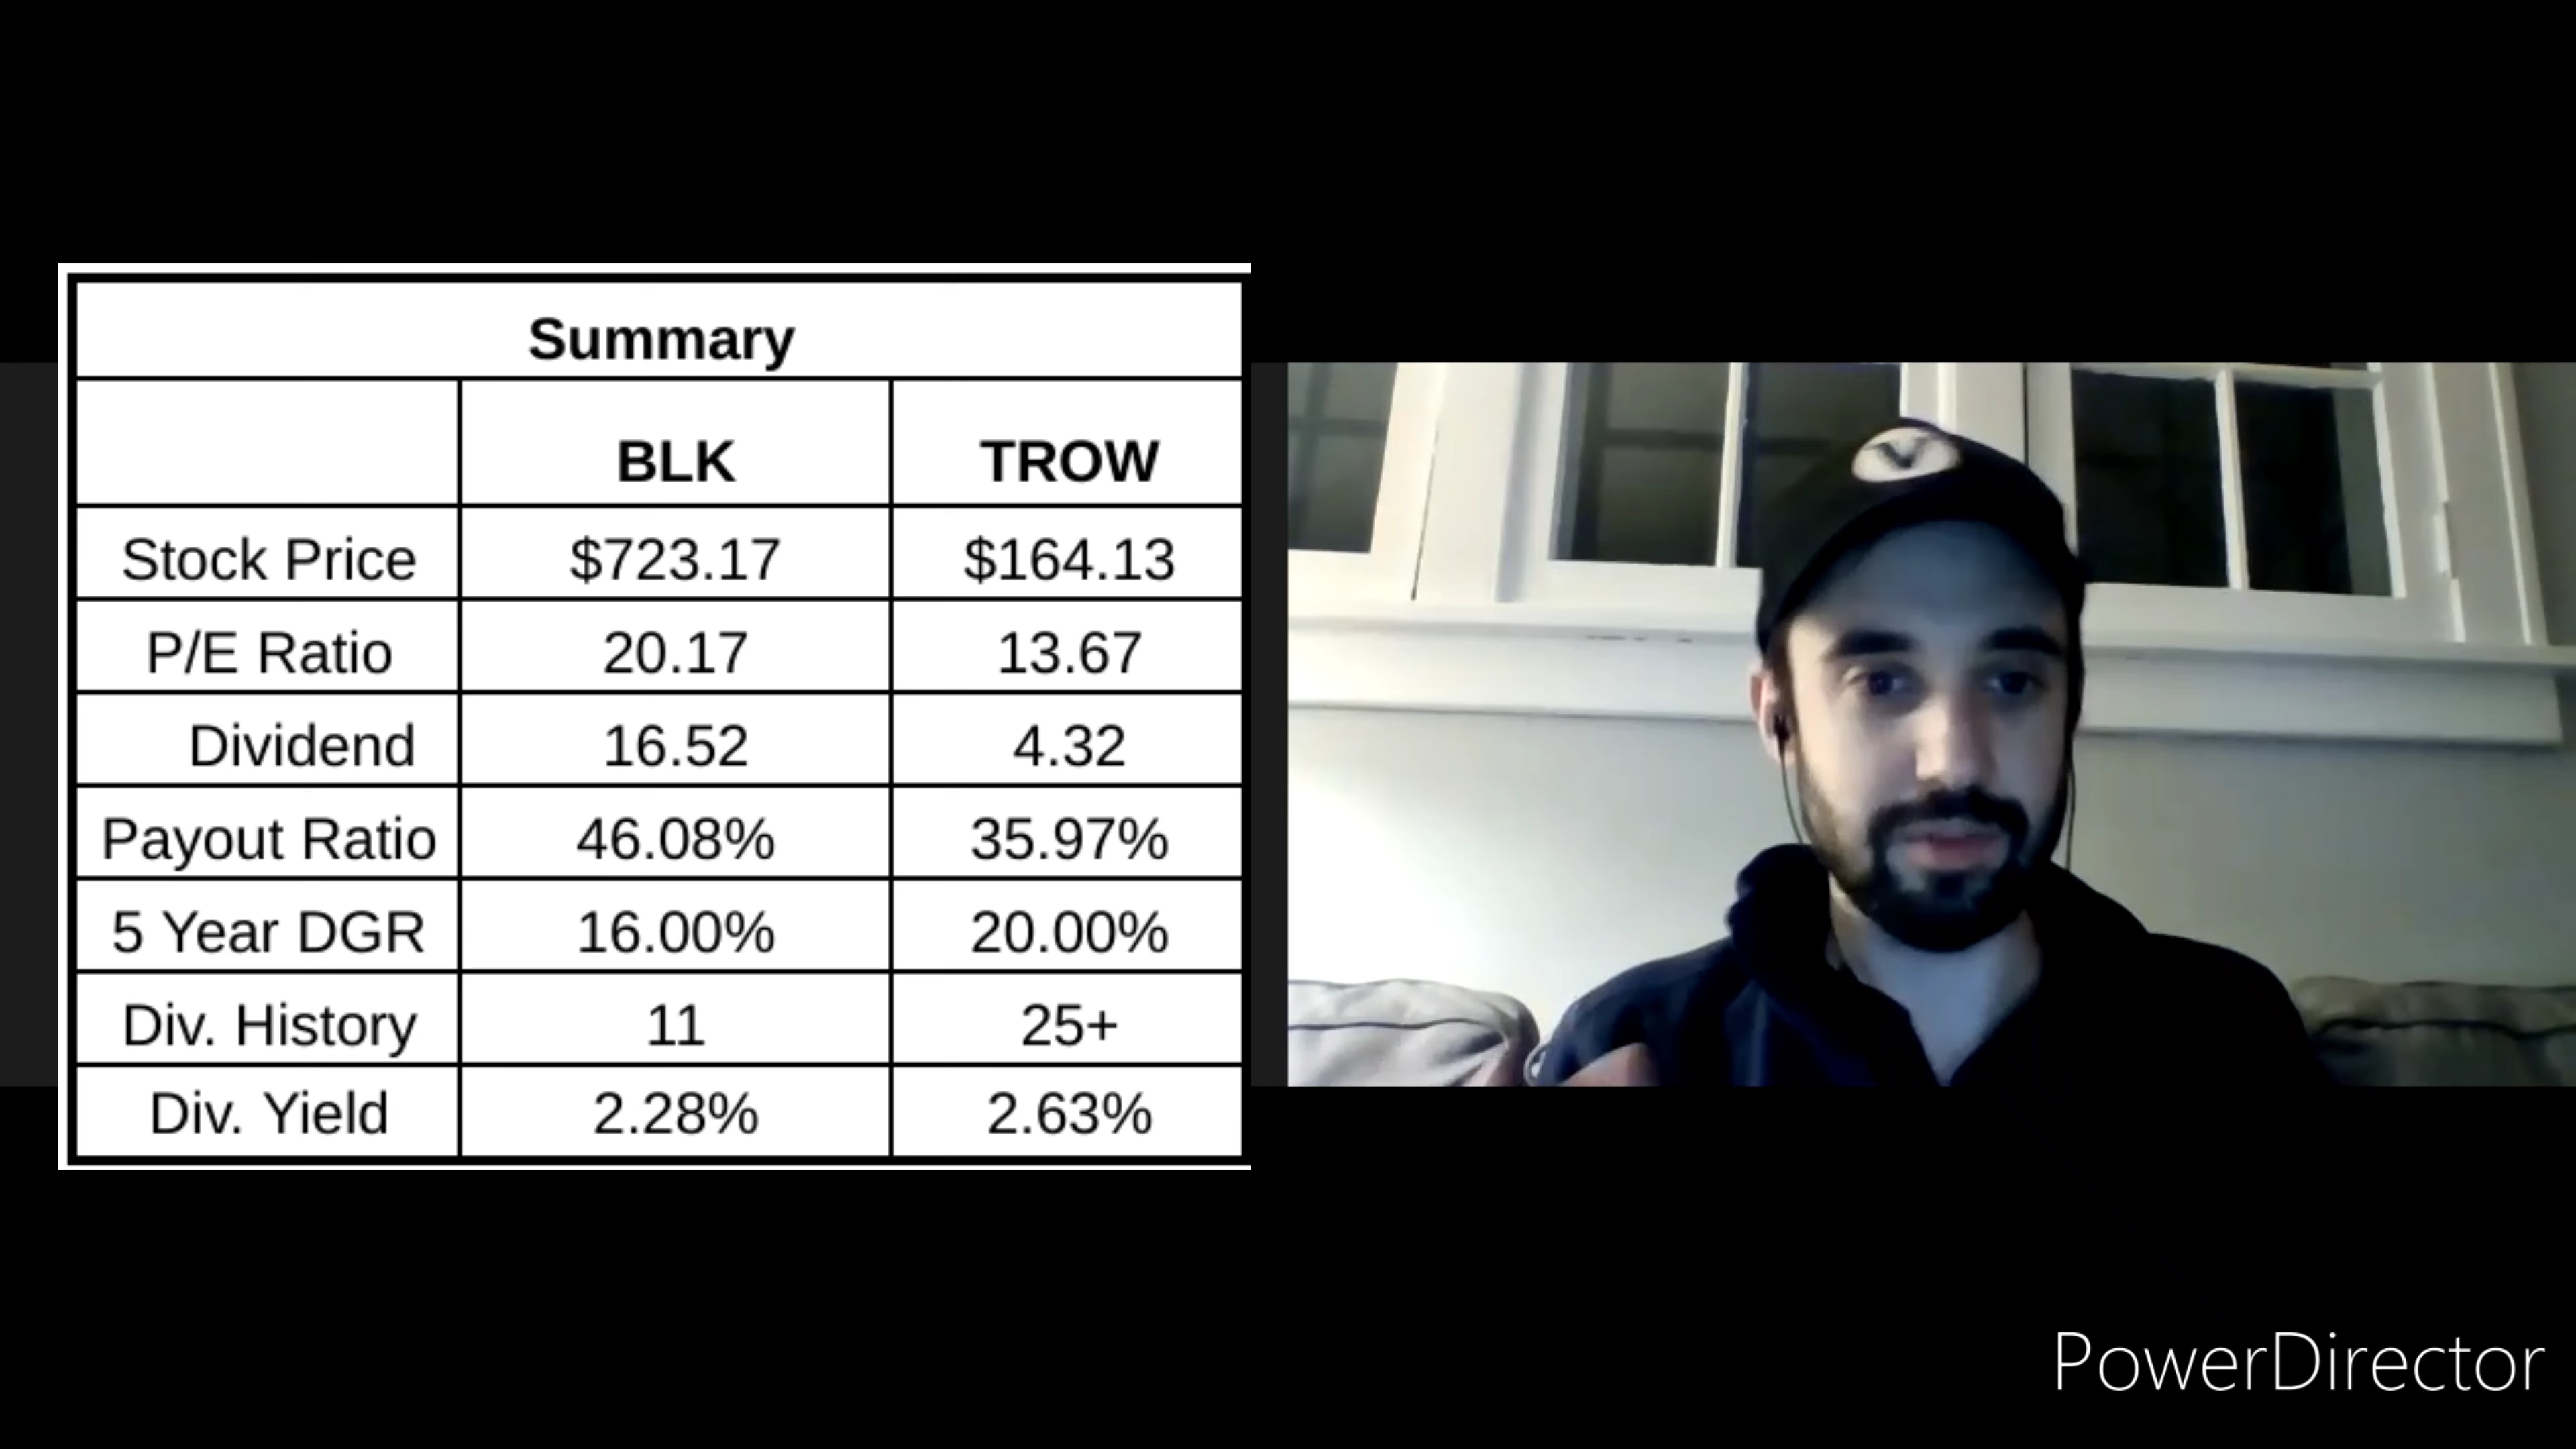 Summary
BLK TROW
Stock Price $723.17 $164.13
P/E Ratio 20.17 13.67
Dividend 16.52 4.32
Payout Ratio 46.08% 35.97%
5 Year DGR 16.00% 20.00%
Div. History 11 25+
Div. Yield 2.28% 2.63%
PowerDirector